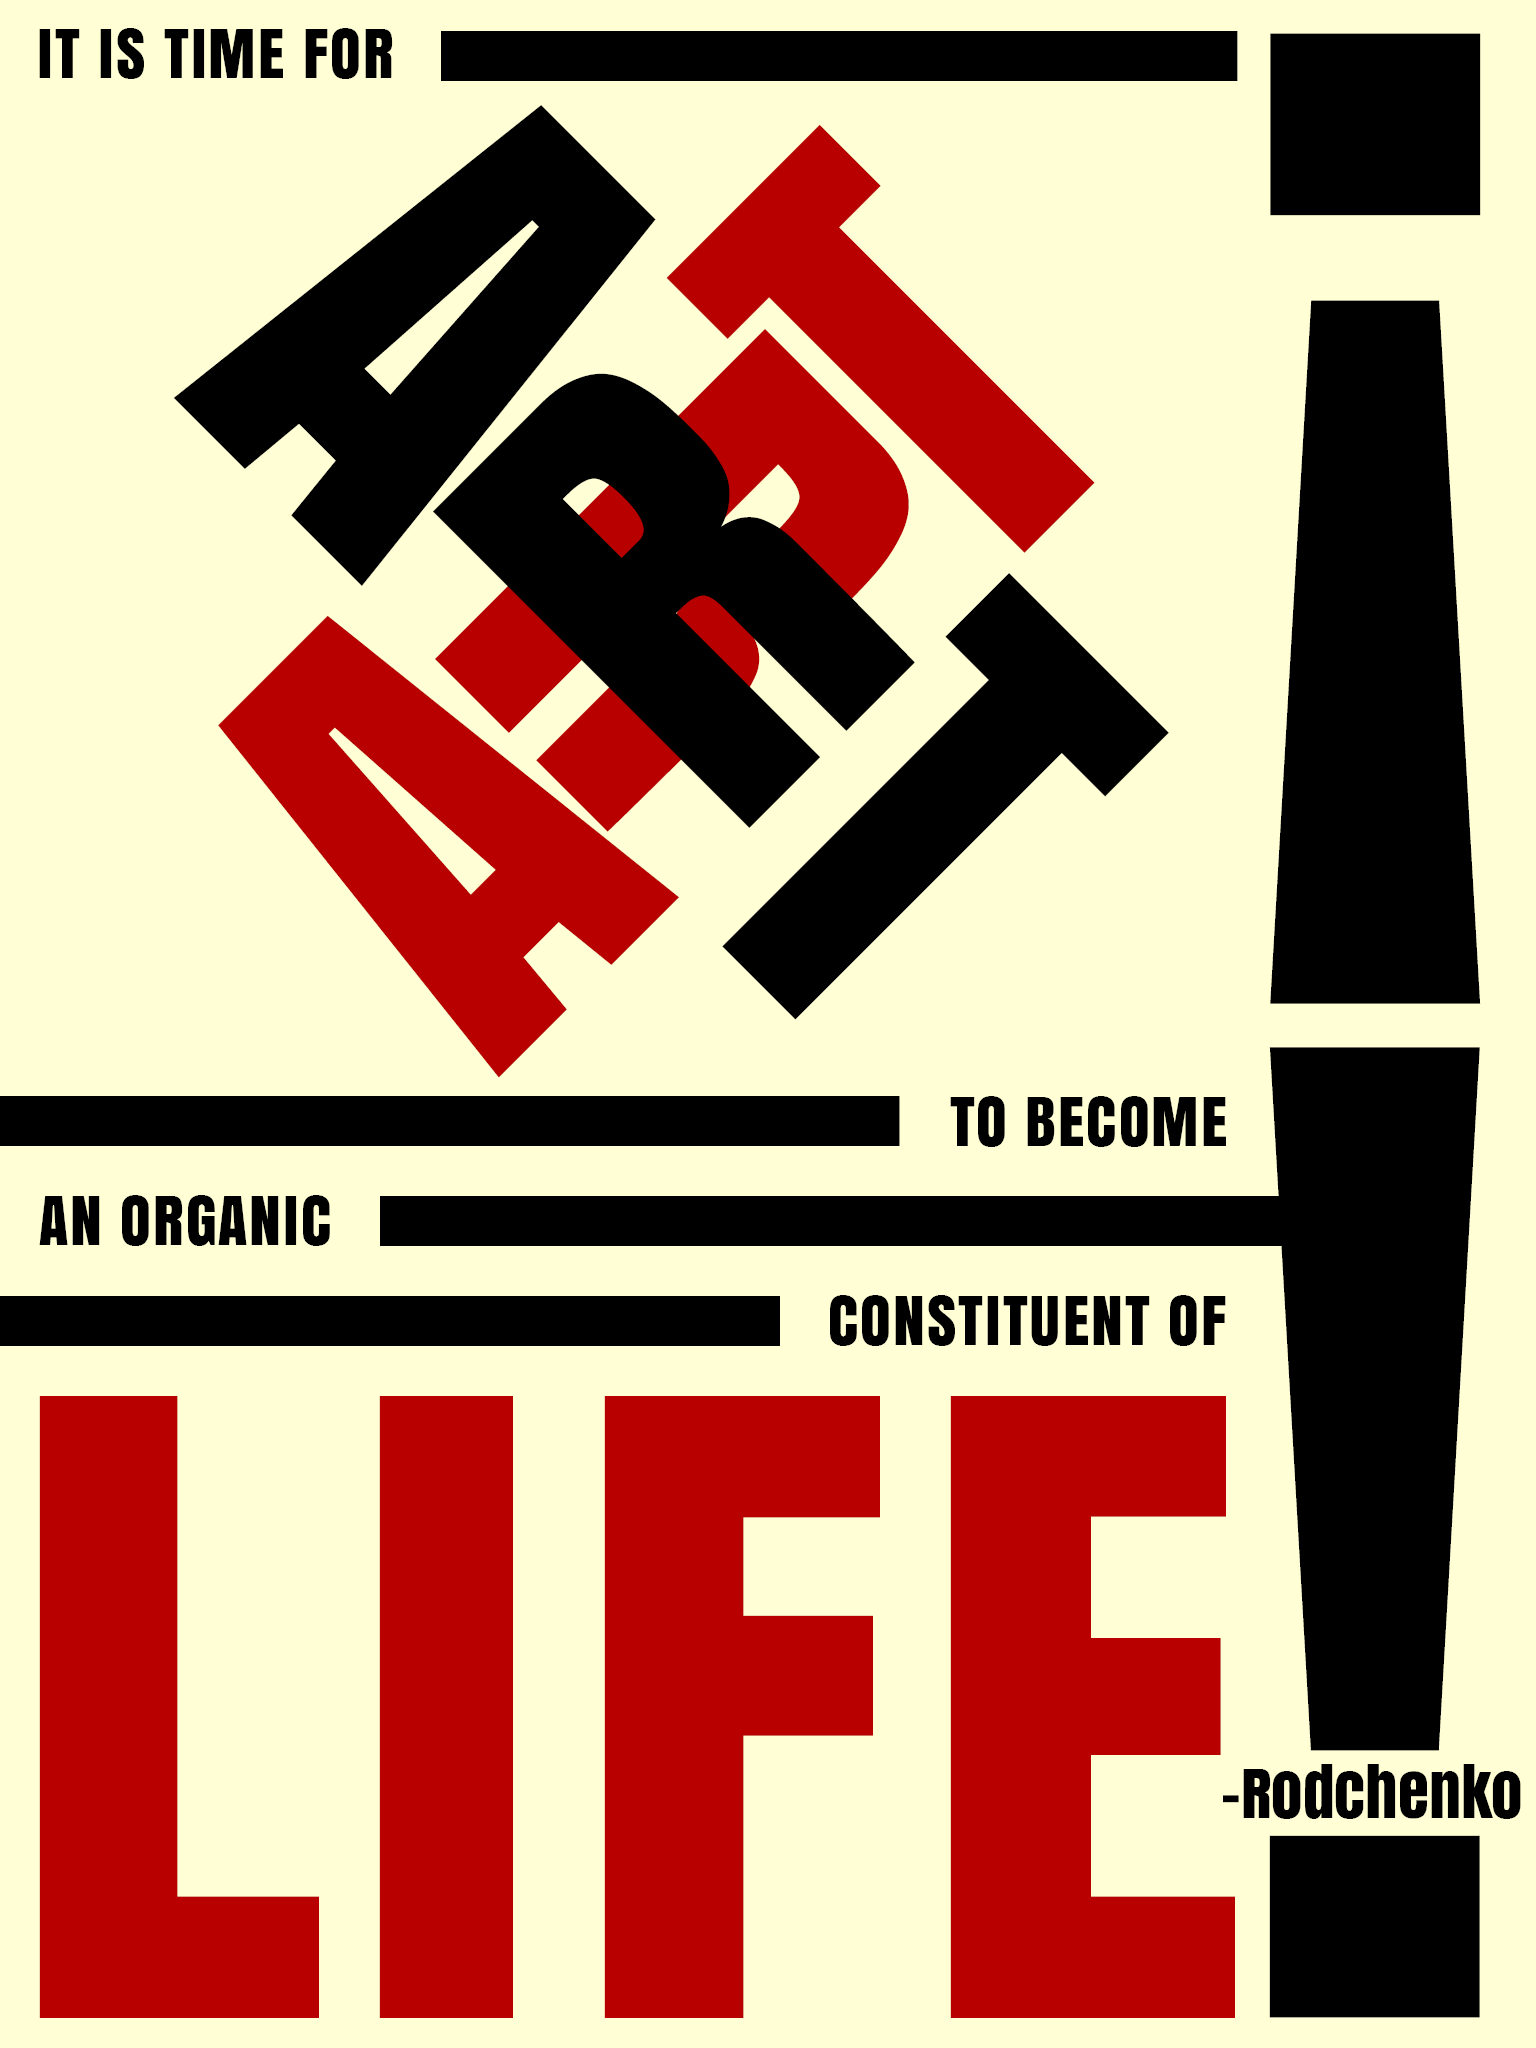 IT IS TIME FOR
ART
ART
TO BECOME
AN ORGANIC
CONSTITUENT OF
LIFE
!
!
-Rodchenko